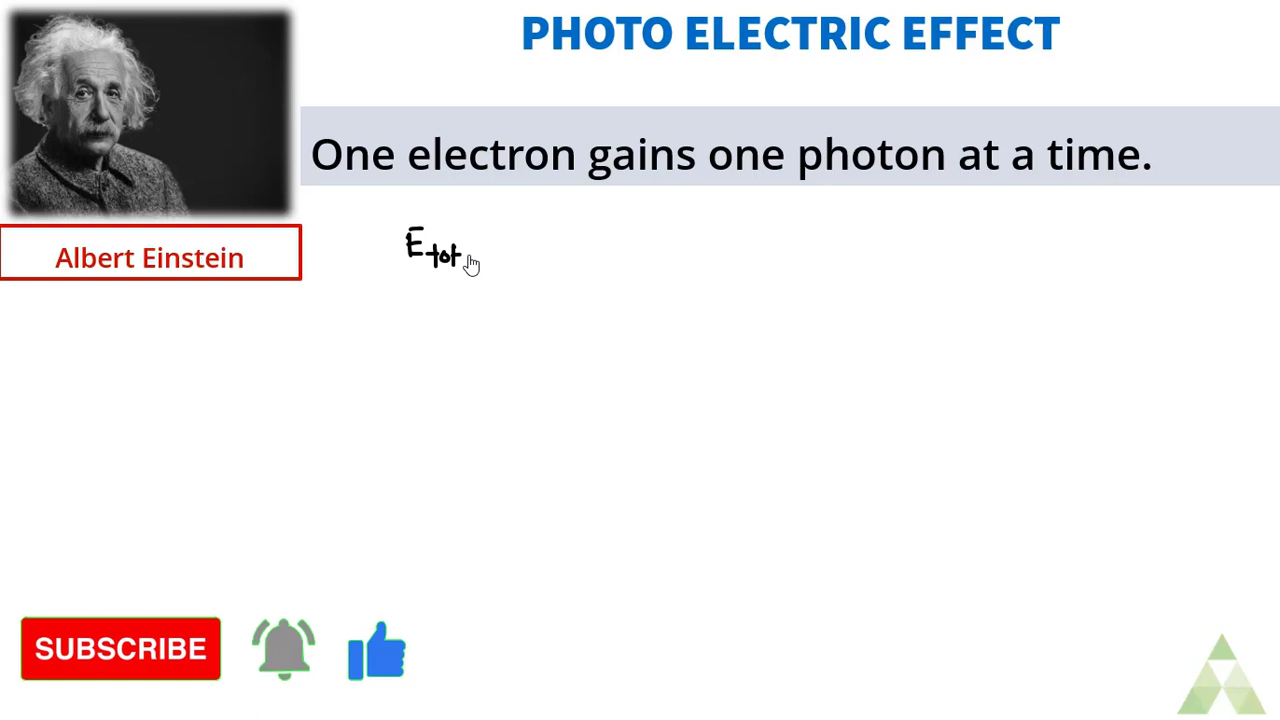 PHOTO ELECTRIC EFFECT
One electron gains one photon at a time.
Etot
Albert Einstein
SUBSCRIBE